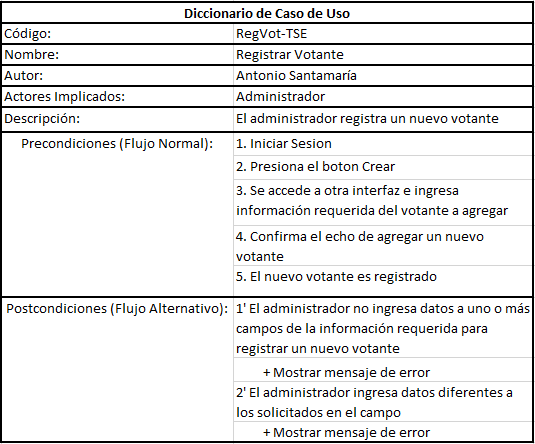 Diccionario de Caso de Uso
Código: RegVot-TSE
Nombre: Registrar Votante
Autor: Antonio Santamaría
Actores Implicados: Administrador
Descripción: El administrador registra un nuevo votante
Precondiciones (Flujo Normal): 1. Iniciar Sesion
2. Presiona el boton Crear
3. Se accede a otra interfaz e ingresa
información requerida del votante a agregar
4. Confirma el echo de agregar un nuevo
votante
5. El nuevo votante es registrado
Postcondiciones (Flujo Alternativo): 1' El administrador no ingresa datos a uno o más
campos de la información requerida para
registrar un nuevo votante
+ Mostrar mensaje de error
2' El administrador ingresa datos diferentes a
los solicitados en el campo
+ Mostrar mensaje de error